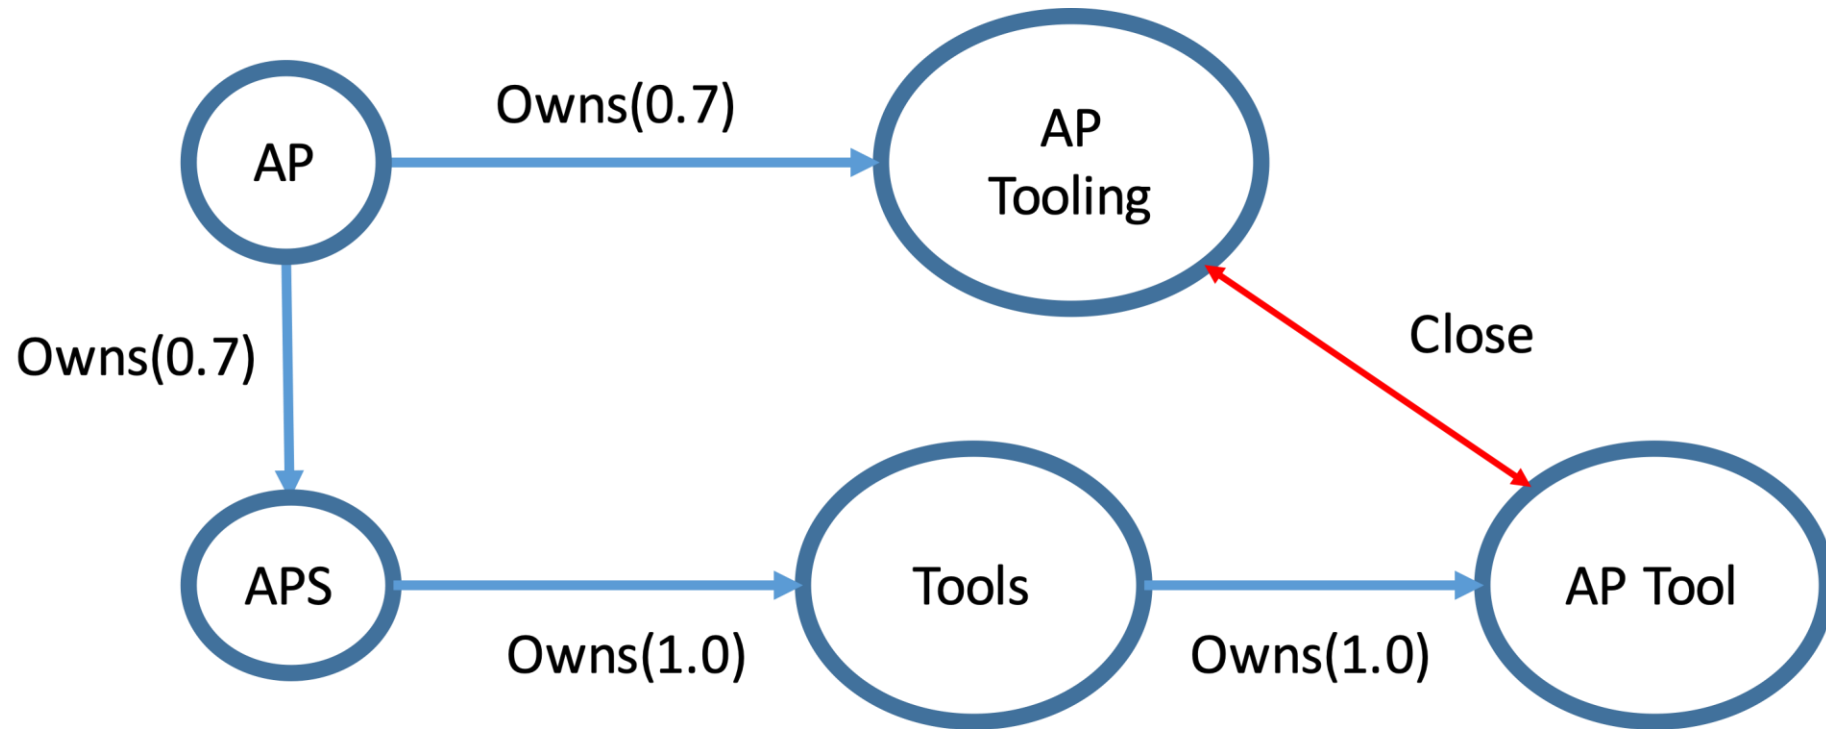 Owns(0.7)
AP
AP
Tooling
Owns(0.7)
Close
APS
Tools
AP Tool
Owns(1.0)
Owns(1.0)